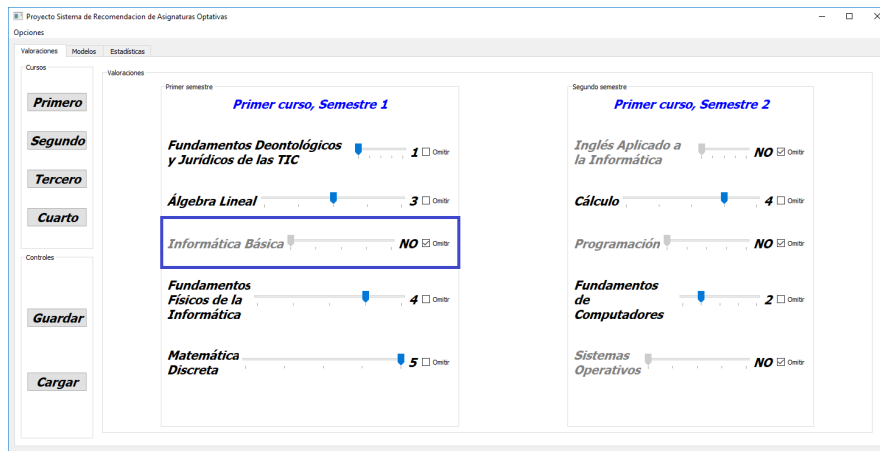 Proyecto Sistema de Recomendacion de Asignaturas Optativas
Opciones
Valoraciones Modelos Estadísticas
Cursos
Primero
Segundo
Tercero
Cuarto
Controles
Guardar
Cargar
Valoraciones
Primer semestre
Primer curso, Semestre 1
Fundamentos Deontológicos
y Jurídicos de las TIC
1 Omitir
Álgebra Lineal 3 Omitir
Informática Básica NO Omitir
Fundamentos
Físicos de la
Informática
4 Omitir
Matemática
Discreta
5 Omitir
Segundo semestre
Primer curso, Semestre 2
Inglés Aplicado a
la Informática
NO Omitir
Cálculo 4 Omitir
Programación NO Omitir
Fundamentos
de
Computadores
2 Omitir
Sistemas
Operativos
NO Omitir